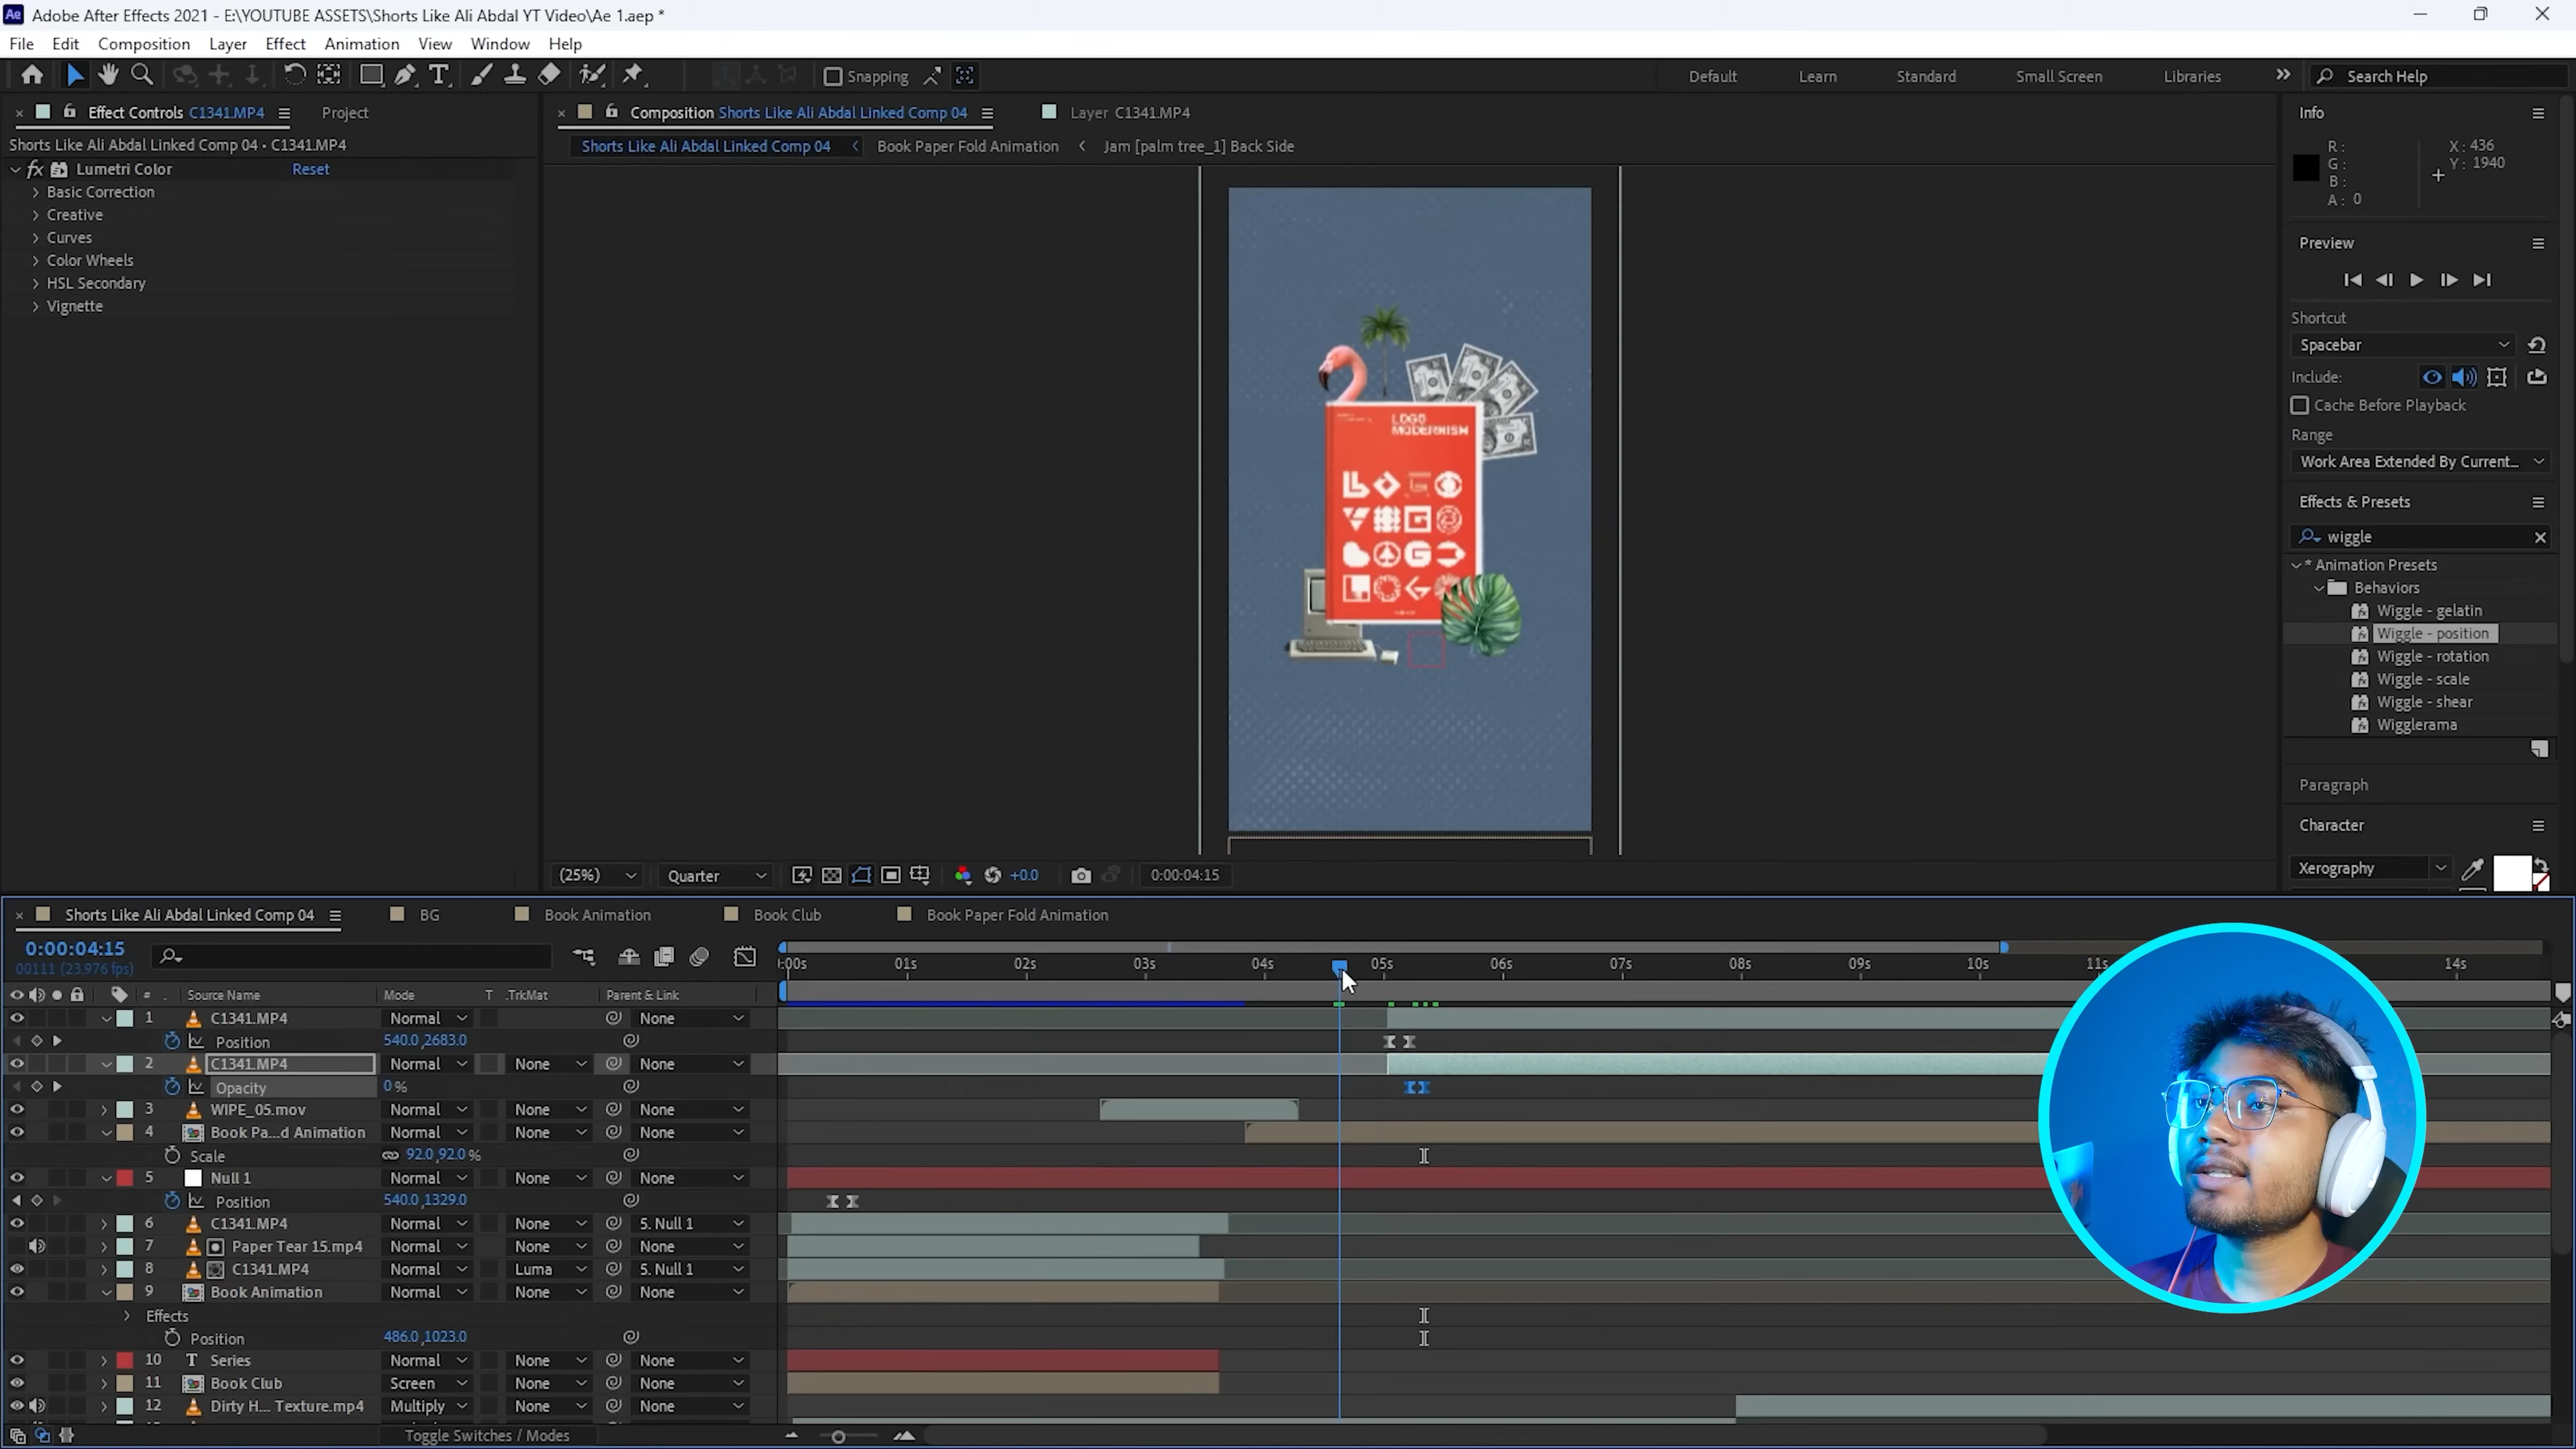 Ae Adobe After Effects 2021 - E:\YOUTUBE ASSETS\Shorts Like Ali Abdal YT Video\Ae 1.aep *
File Edit Composition Layer Effect Animation View Window Help
Snapping Default Learn Standard Small Screen Libraries Search Help
Effect Controls C1341.MP4 Project
Shorts Like Ali Abdal Linked Comp 04 • C1341.MP4
fx Lumetri Color Reset
Basic Correction
Creative
Curves
Color Wheels
HSL Secondary
Vignette
Composition Shorts Like Ali Abdal Linked Comp 04 Layer C1341.MP4
Shorts Like Ali Abdal Linked Comp 04 Book Paper Fold Animation Jam [palm tree_1] Back Side
LOGO
MODERNISM
(25%) Quarter +0.0 0:00:04:15
Info
R: X: 436
G: Y: 1940
B:
A: 0
Preview
Shortcut
Spacebar
Include:
Cache Before Playback
Range
Work Area Extended By Current...
Effects & Presets
wiggle
* Animation Presets
Behaviors
Wiggle - gelatin
Wiggle - position
Wiggle - rotation
Wiggle - scale
Wiggle - shear
Wigglerama
Paragraph
Character
Xerography
Shorts Like Ali Abdal Linked Comp 04 BG Book Animation Book Club Book Paper Fold Animation
0:00:04:15
00111 (23.976 fps)
:00s 01s 02s 03s 04s 05s 06s 07s 08s 09s 10s 11s 14s
# Source Name Mode T .TrkMat Parent & Link
1 C1341.MP4 Normal None
Position 540.0,2683.0
2 C1341.MP4 Normal None None
Opacity 0%
3 WIPE_05.mov Normal None None
4 Book Pa...d Animation Normal None None
Scale 92.0,92.0%
5 Null 1 Normal None None
Position 540.0,1329.0
6 C1341.MP4 Normal None 5. Null 1
7 Paper Tear 15.mp4 Normal None None
8 C1341.MP4 Normal Luma 5. Null 1
9 Book Animation Normal None None
Effects
Position 486.0,1023.0
10 T Series Normal None None
11 Book Club Screen None None
12 Dirty H... Texture.mp4 Multiply None None
Toggle Switches / Modes